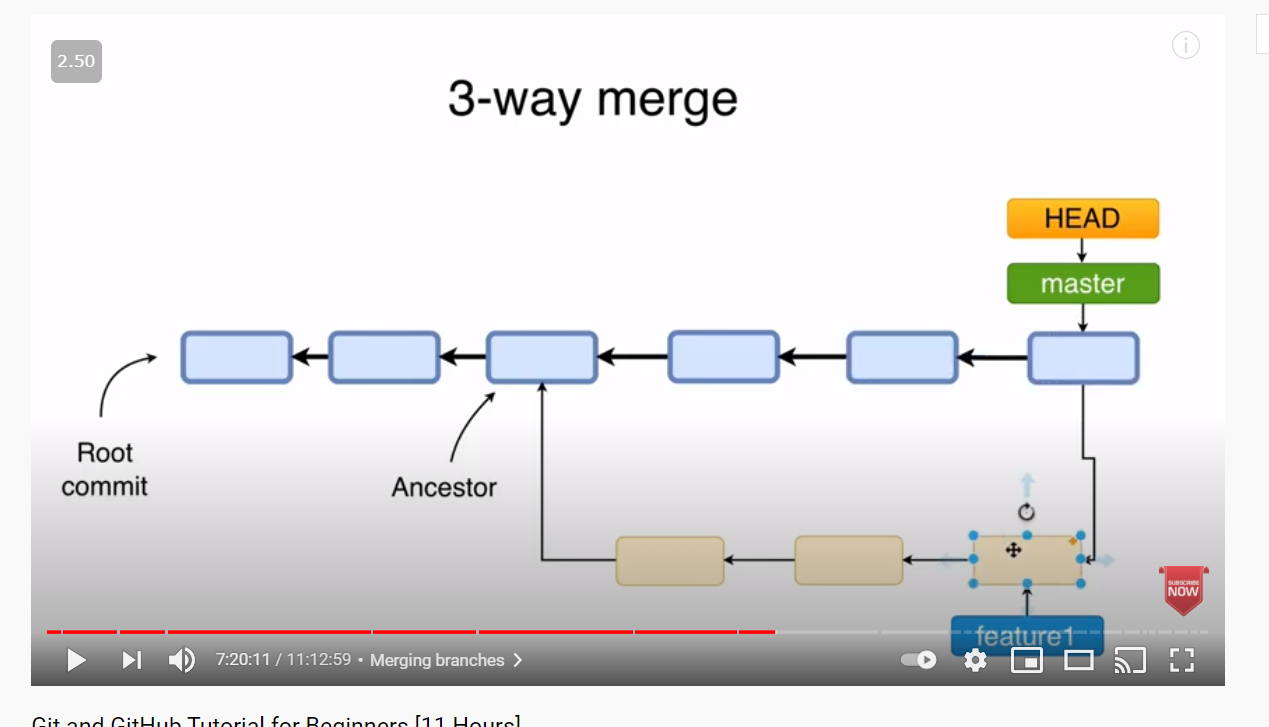 2.50
3-way merge
HEAD
master
Root
commit
Ancestor
feature1
SUBSCRIBE
NOW
7:20:11 / 11:12:59 • Merging branches
Git and GitHub Tutorial for Beginners [11 Hours]